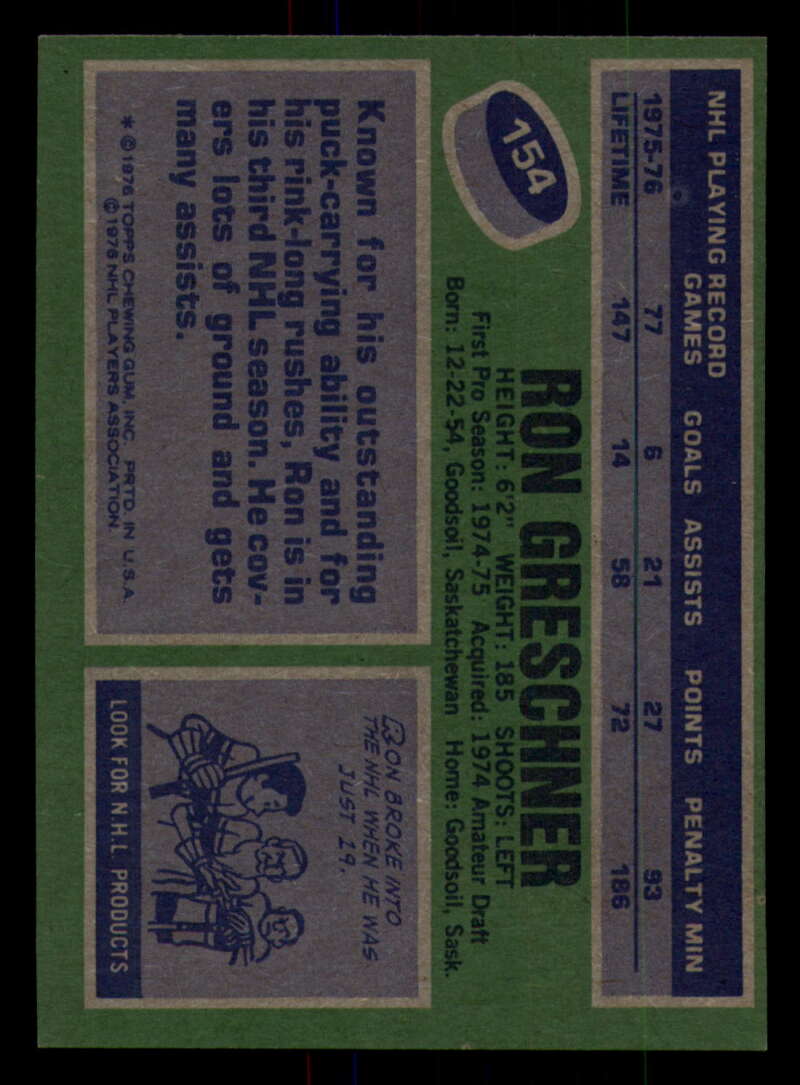 NHL PLAYING RECORD
GAMES GOALS ASSISTS POINTS PENALTY MIN
1975-76 77 6 21 27 93
LIFETIME 147 14 58 72 186
154
RON GRESCHNER
HEIGHT: 6'2" WEIGHT: 185 SHOOTS: LEFT
First Pro Season: 1974-75 Acquired: 1974 Amateur Draft
Born: 12-22-54, Goodsoil, Saskatchewan Home: Goodsoil, Sask.
Known for his outstanding
puck-carrying ability and for
his rink-long rushes, Ron is in
his third NHL season. He cov-
ers lots of ground and gets
many assists.
* © 1976 TOPPS CHEWING GUM, INC. PRTD. IN U.S.A.
© 1976 NHL PLAYERS ASSOCIATION.
RON BROKE INTO
THE NHL WHEN HE WAS
JUST 19.
LOOK FOR N.H.L. PRODUCTS